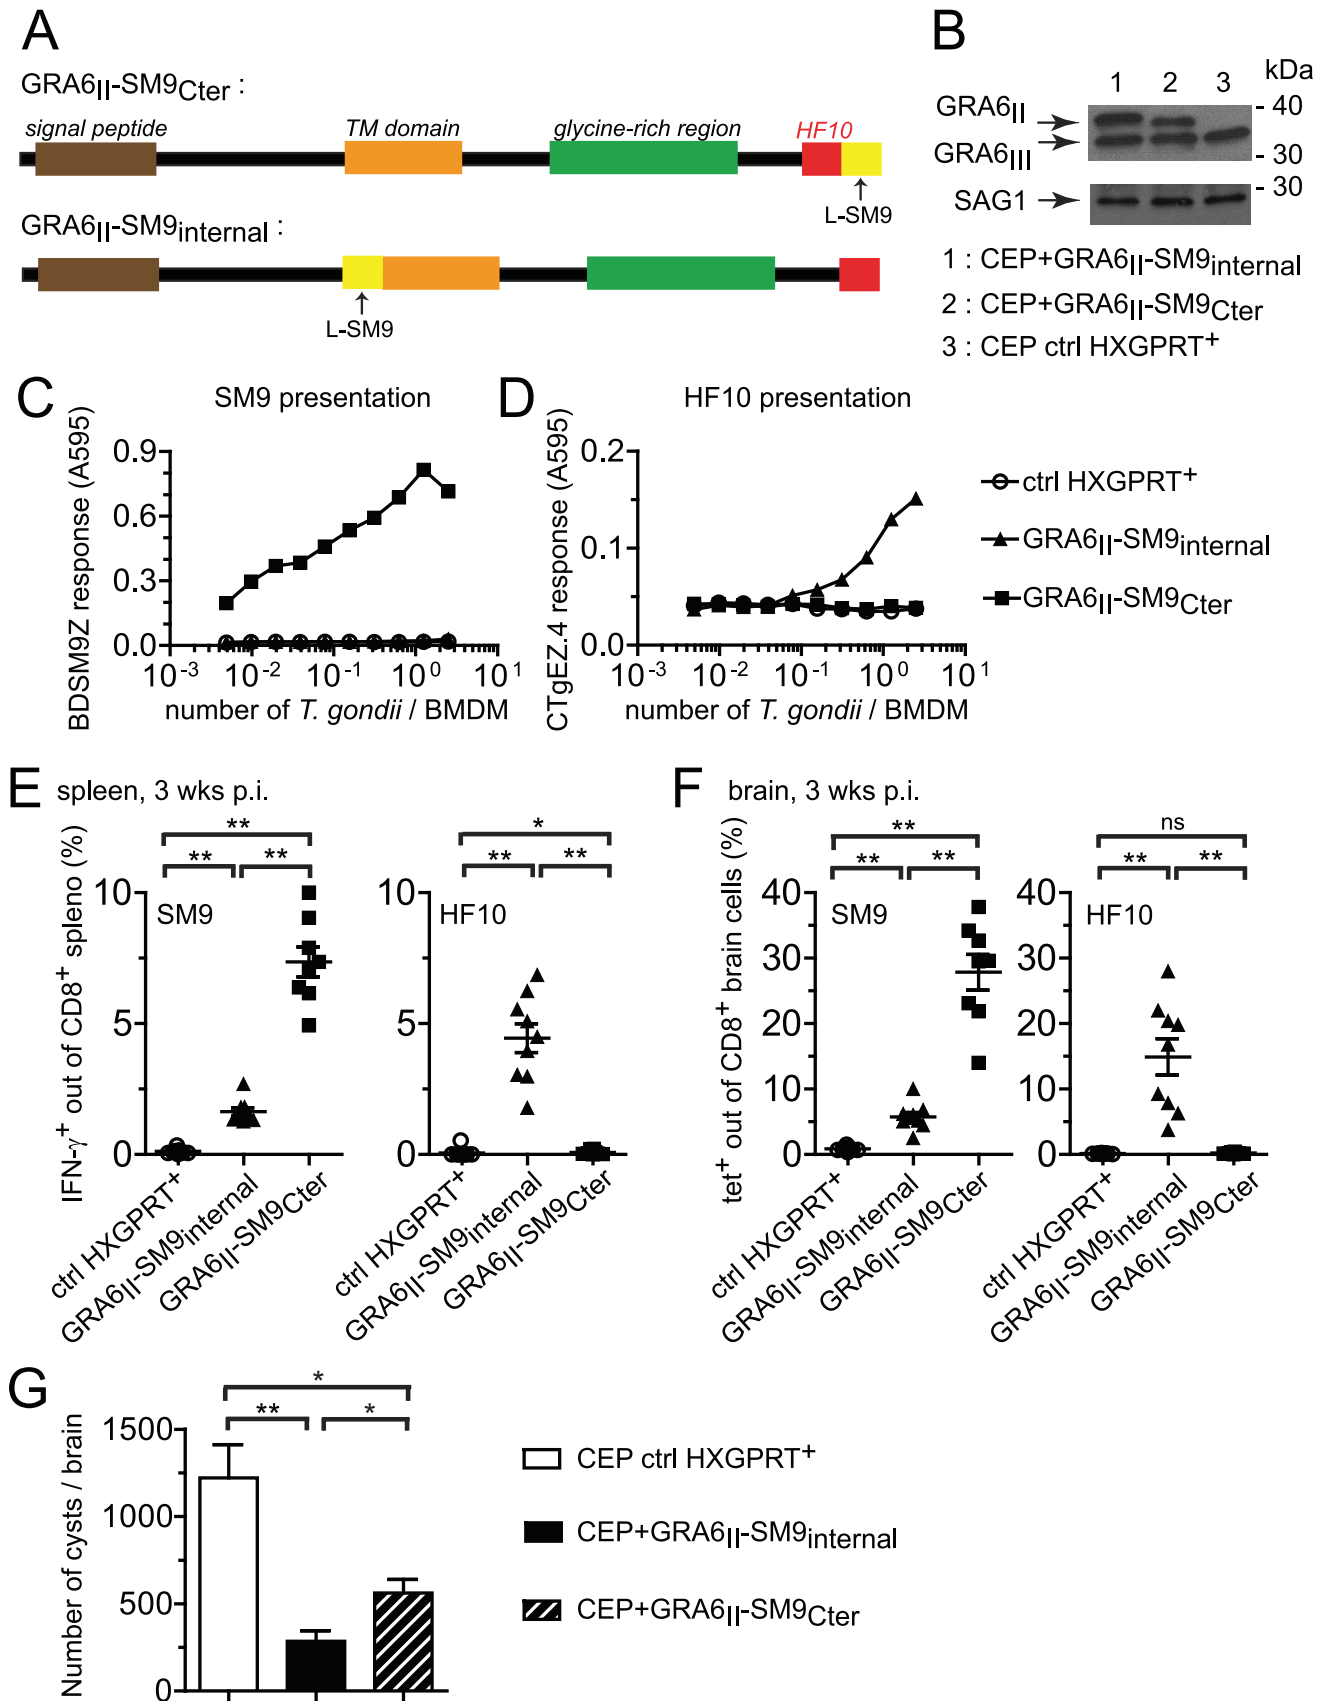 A
GRA6II-SM9Cter :
signal peptide TM domain glycine-rich region HF10
L-SM9
GRA6II-SM9internal :
L-SM9
B
1 2 3 kDa
GRA6II
- 40
GRA6III
- 30
- 30
SAG1
1 : CEP+GRA6II-SM9internal
2 : CEP+GRA6II-SM9Cter
3 : CEP ctrl HXGPRT+
C SM9 presentation
BDSM9Z response (A595)
0.9
0.6
0.3
0.0
10-3 10-2 10-1 100 101
number of T. gondii / BMDM
D HF10 presentation
CTgEZ.4 response (A595)
0.2
0.1
0.0
10-3 10-2 10-1 100 101
number of T. gondii / BMDM
ctrl HXGPRT+
GRA6II-SM9internal
GRA6II-SM9Cter
E spleen, 3 wks p.i.
IFN-γ+ out of CD8+ spleno (%)
**
** **
10
SM9
5
0
ctrl HXGPRT+
GRA6II-SM9internal
GRA6II-SM9Cter
*
** **
10
HF10
5
0
ctrl HXGPRT+
GRA6II-SM9internal
GRA6II-SM9Cter
F brain, 3 wks p.i.
tet+ out of CD8+ brain cells (%)
**
** **
40
SM9
30
20
10
0
ctrl HXGPRT+
GRA6II-SM9internal
GRA6II-SM9Cter
ns
** **
40
HF10
30
20
10
0
ctrl HXGPRT+
GRA6II-SM9internal
GRA6II-SM9Cter
G
Number of cysts / brain
*
** *
1500
1000
500
0
CEP ctrl HXGPRT+
CEP+GRA6II-SM9internal
CEP+GRA6II-SM9Cter